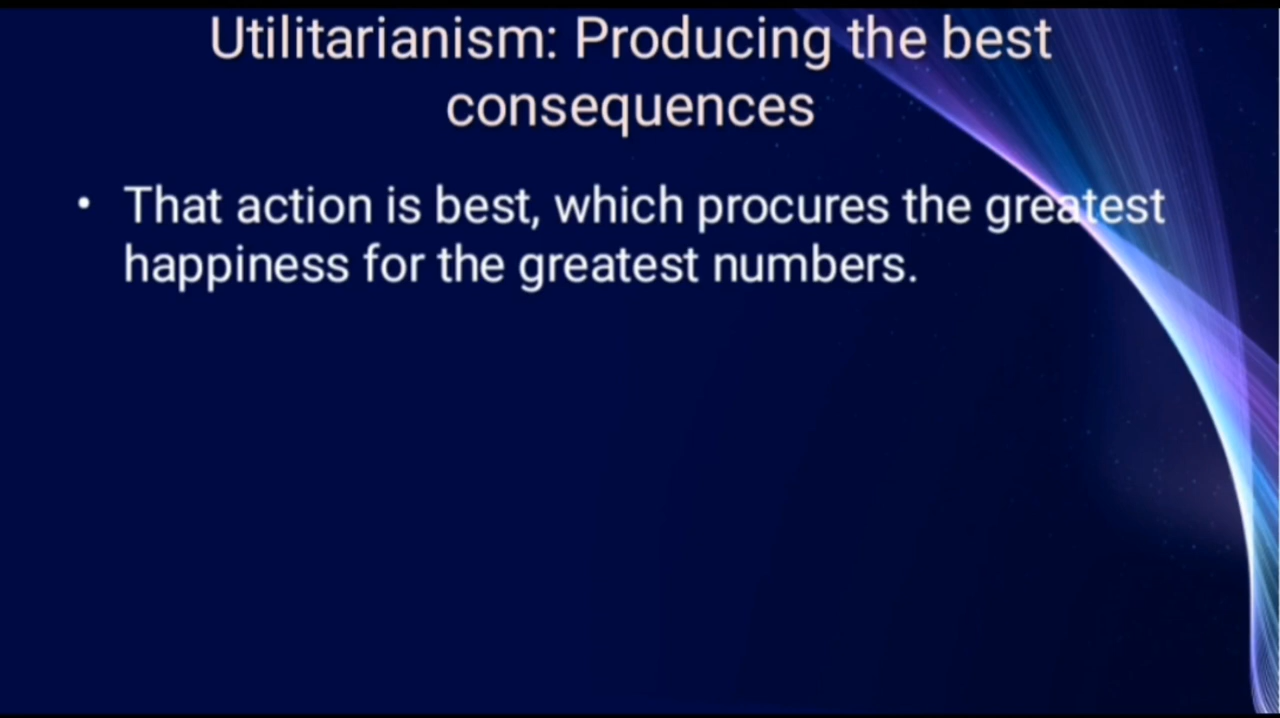 Utilitarianism: Producing the best
consequences
• That action is best, which procures the greatest
happiness for the greatest numbers.